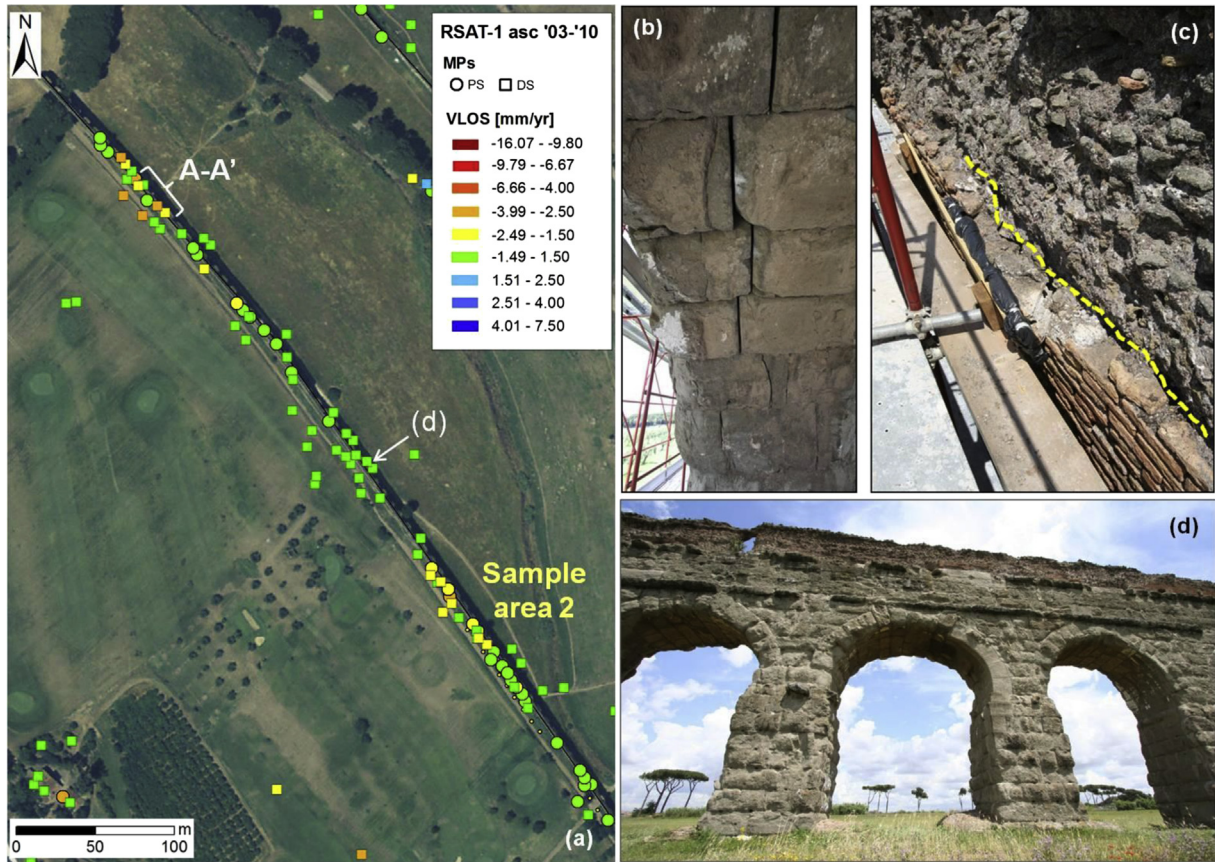 N
RSAT-1 asc '03-'10
MPs
PS DS
VLOS [mm/yr]
-16.07 - -9.80
-9.79 - -6.67
-6.66 - -4.00
-3.99 - -2.50
-2.49 - -1.50
-1.49 - 1.50
1.51 - 2.50
2.51 - 4.00
4.01 - 7.50
A-A’
(d)
Sample
area 2
m
0 50 100
(a)
(b)
(c)
(d)